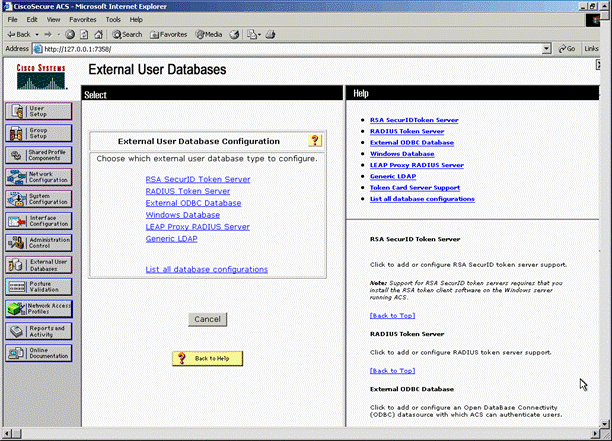 CiscoSecure ACS - Microsoft Internet Explorer
File Edit View Favorites Tools Help
Back Search Favorites Media
Address http://127.0.0.1:7358/ Go Links
CISCO SYSTEMS
External User Databases
Select
Help
User Setup
Group Setup
Shared Profile Components
Network Configuration
System Configuration
Interface Configuration
Administration Control
External User Databases
Posture Validation
Network Access Profiles
Reports and Activity
Online Documentation
External User Database Configuration
?
Choose which external user database type to configure.
RSA SecurID Token Server
RADIUS Token Server
External ODBC Database
Windows Database
LEAP Proxy RADIUS Server
Generic LDAP
List all database configurations
Cancel
? Back to Help
RSA SecurIDToken Server
RADIUS Token Server
External ODBC Database
Windows Database
LEAP Proxy RADIUS Server
Generic LDAP
Token Card Server Support
List all database configurations
RSA SecurID Token Server
Click to add or configure RSA SecurID token server support.
Note: Support for RSA SecurID token servers requires that you
install the RSA token client software on the Windows server
running ACS.
[Back to Top]
RADIUS Token Server
Click to add or configure RADIUS token server support.
[Back to Top]
External ODBC Database
Click to add or configure an Open DataBase Connectivity
(ODBC) datasource with which ACS can authenticate users.